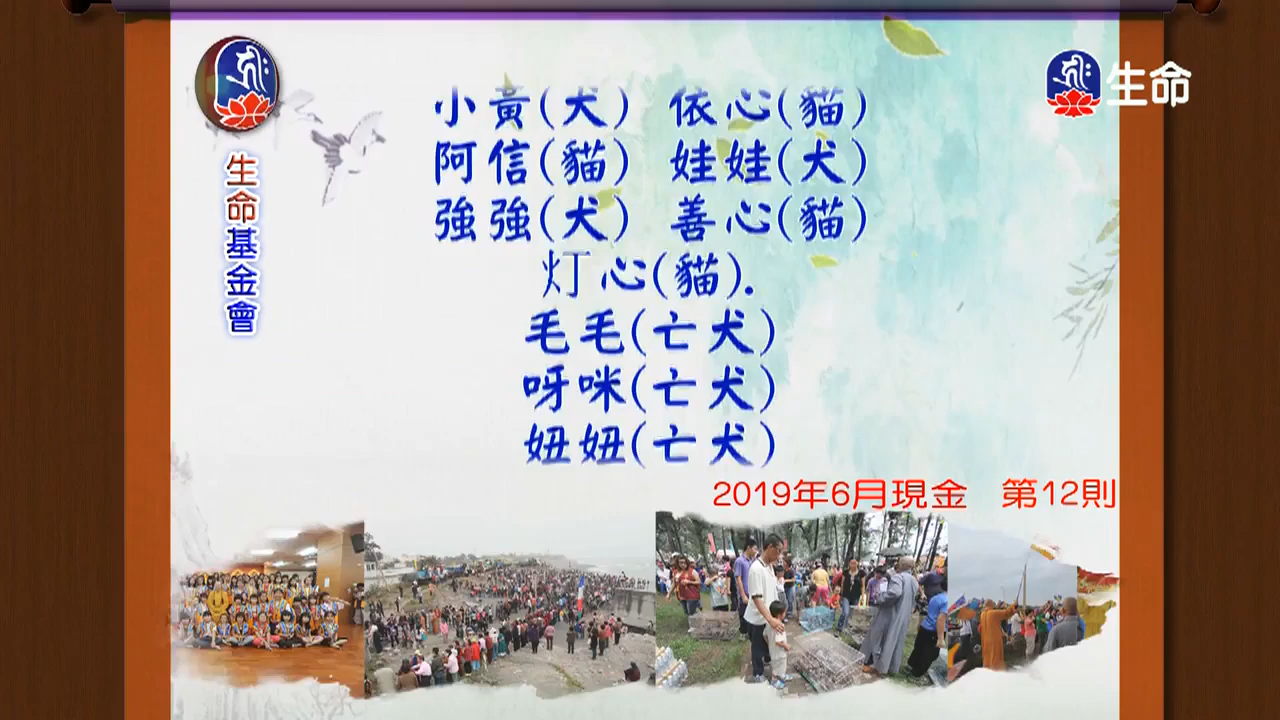 生命
小黃(犬) 依心(貓)
阿信(貓) 娃娃(犬)
強強(犬) 善心(貓)
灯心(貓).
毛毛(亡犬)
呀咪(亡犬)
妞妞(亡犬)
生命基金會
2019年6月現金 第12則